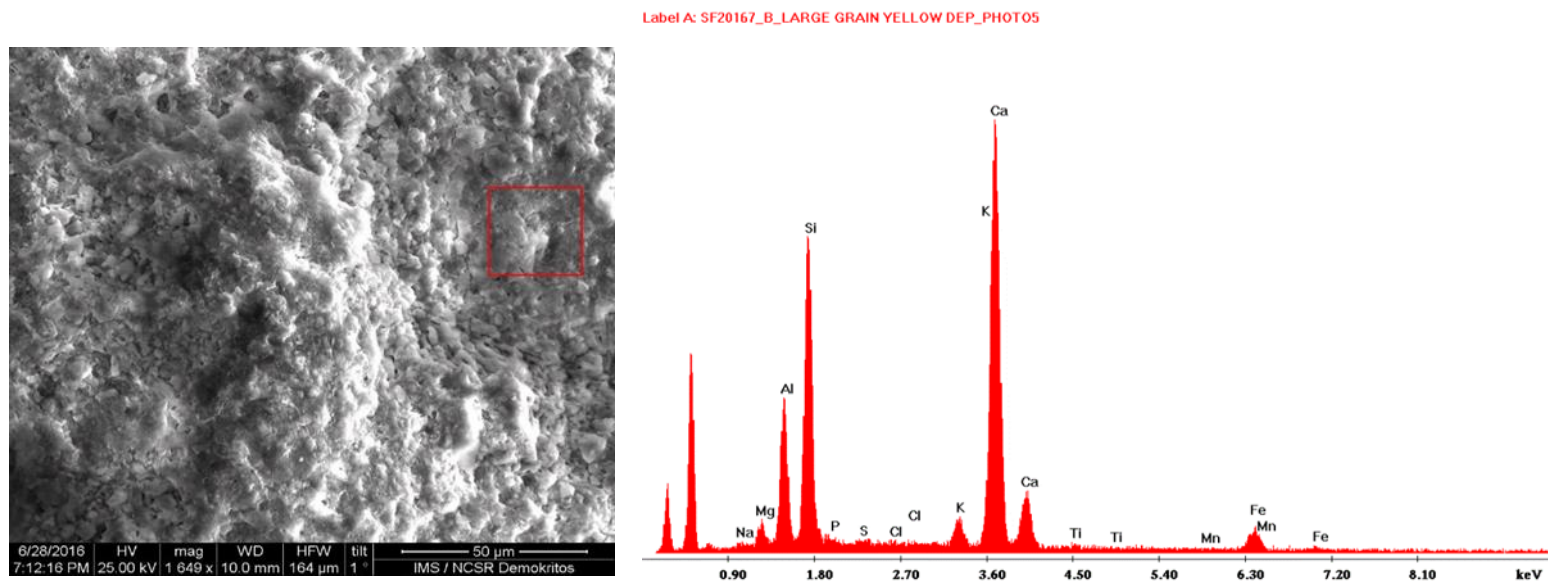 Label A: SF20167_B_LARGE GRAIN YELLOW DEP_PHOTO5
Ca
K
Si
Al
Ca
K
Mg
Na
P
S
Cl
Cl
Ti
Ti
Mn
Fe
Mn
Fe
0.90 1.80 2.70 3.60 4.50 5.40 6.30 7.20 8.10 keV
6/28/2016 HV mag WD HFW tilt 50 µm
7:12:16 PM 25.00 kV 1 649 x 10.0 mm 164 µm 1 ° IMS / NCSR Demokritos